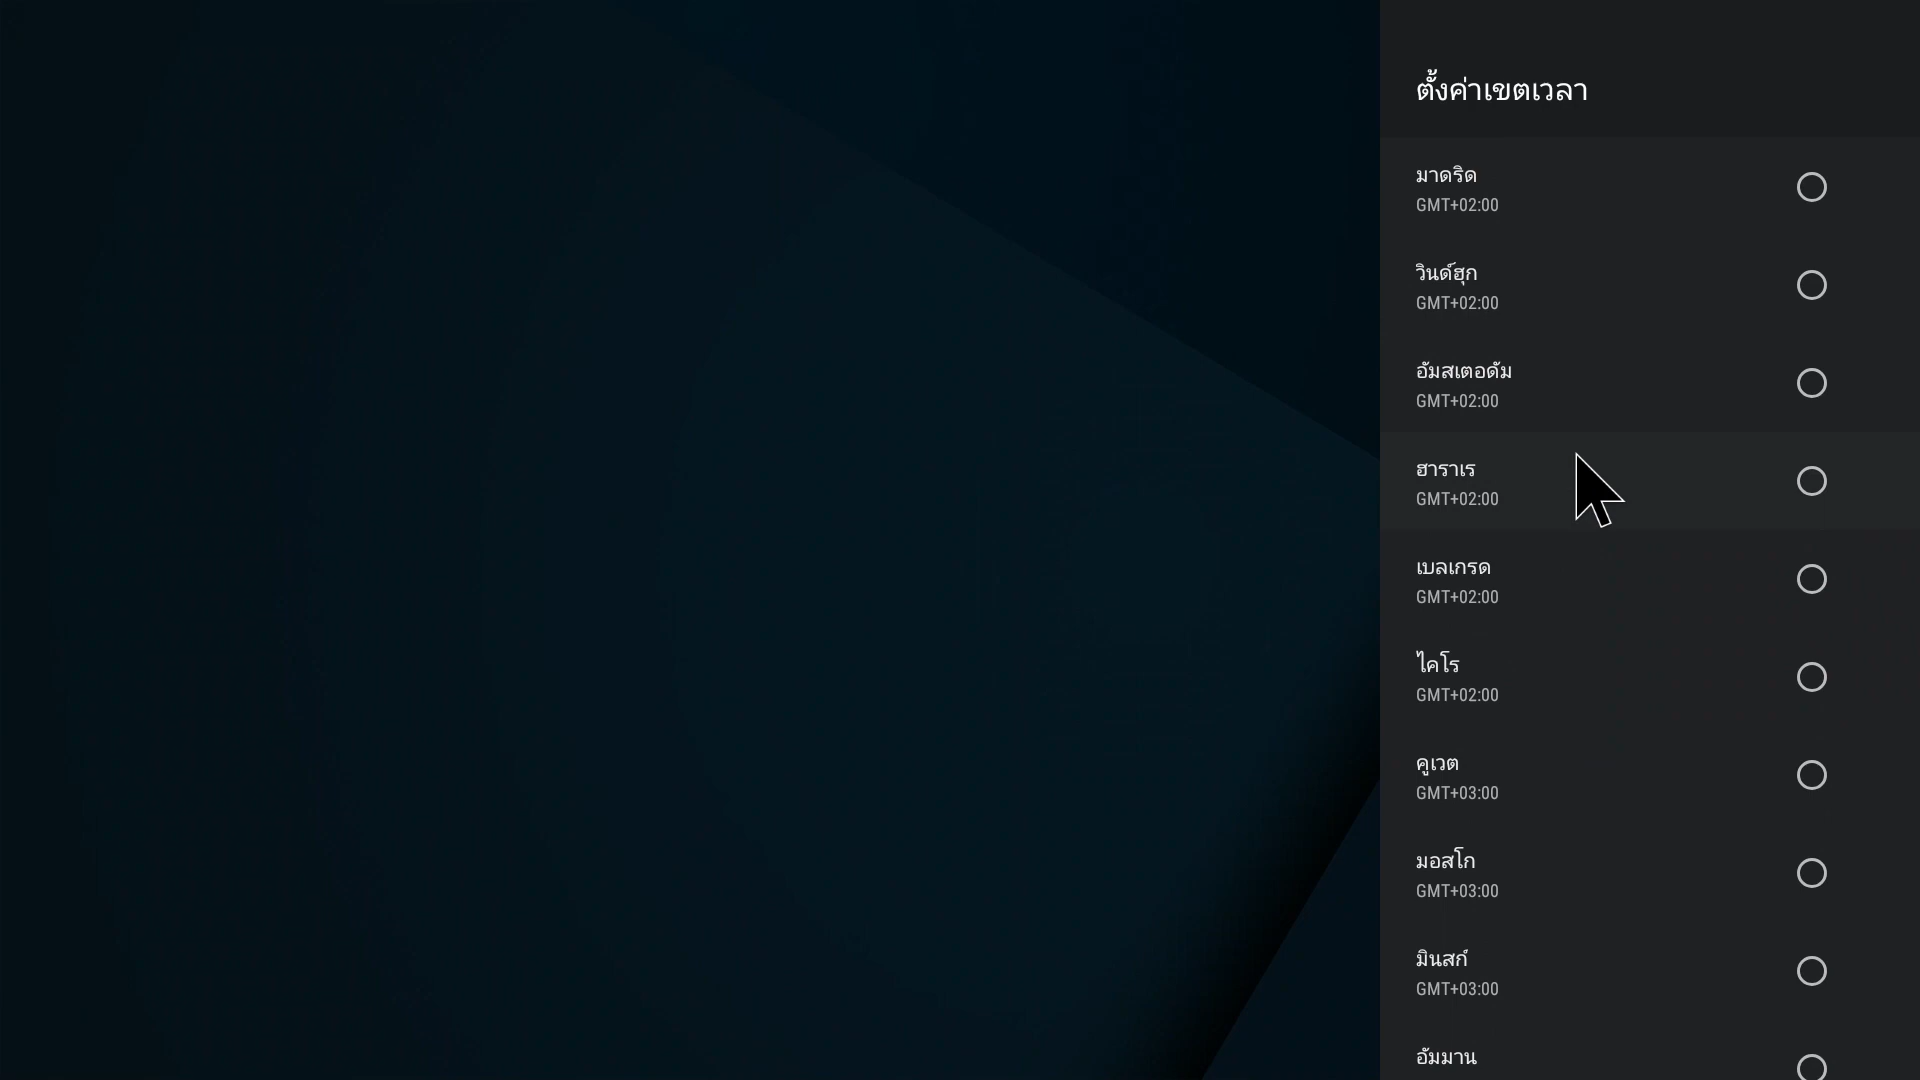 ตั้งค่าเขตเวลา
มาดริด
GMT+02:00
วินด์ฮุก
GMT+02:00
อัมสเตอดัม
GMT+02:00
ฮาราเร
GMT+02:00
เบลเกรด
GMT+02:00
ไคโร
GMT+02:00
คูเวต
GMT+03:00
มอสโก
GMT+03:00
มินสก์
GMT+03:00
อัมมาน